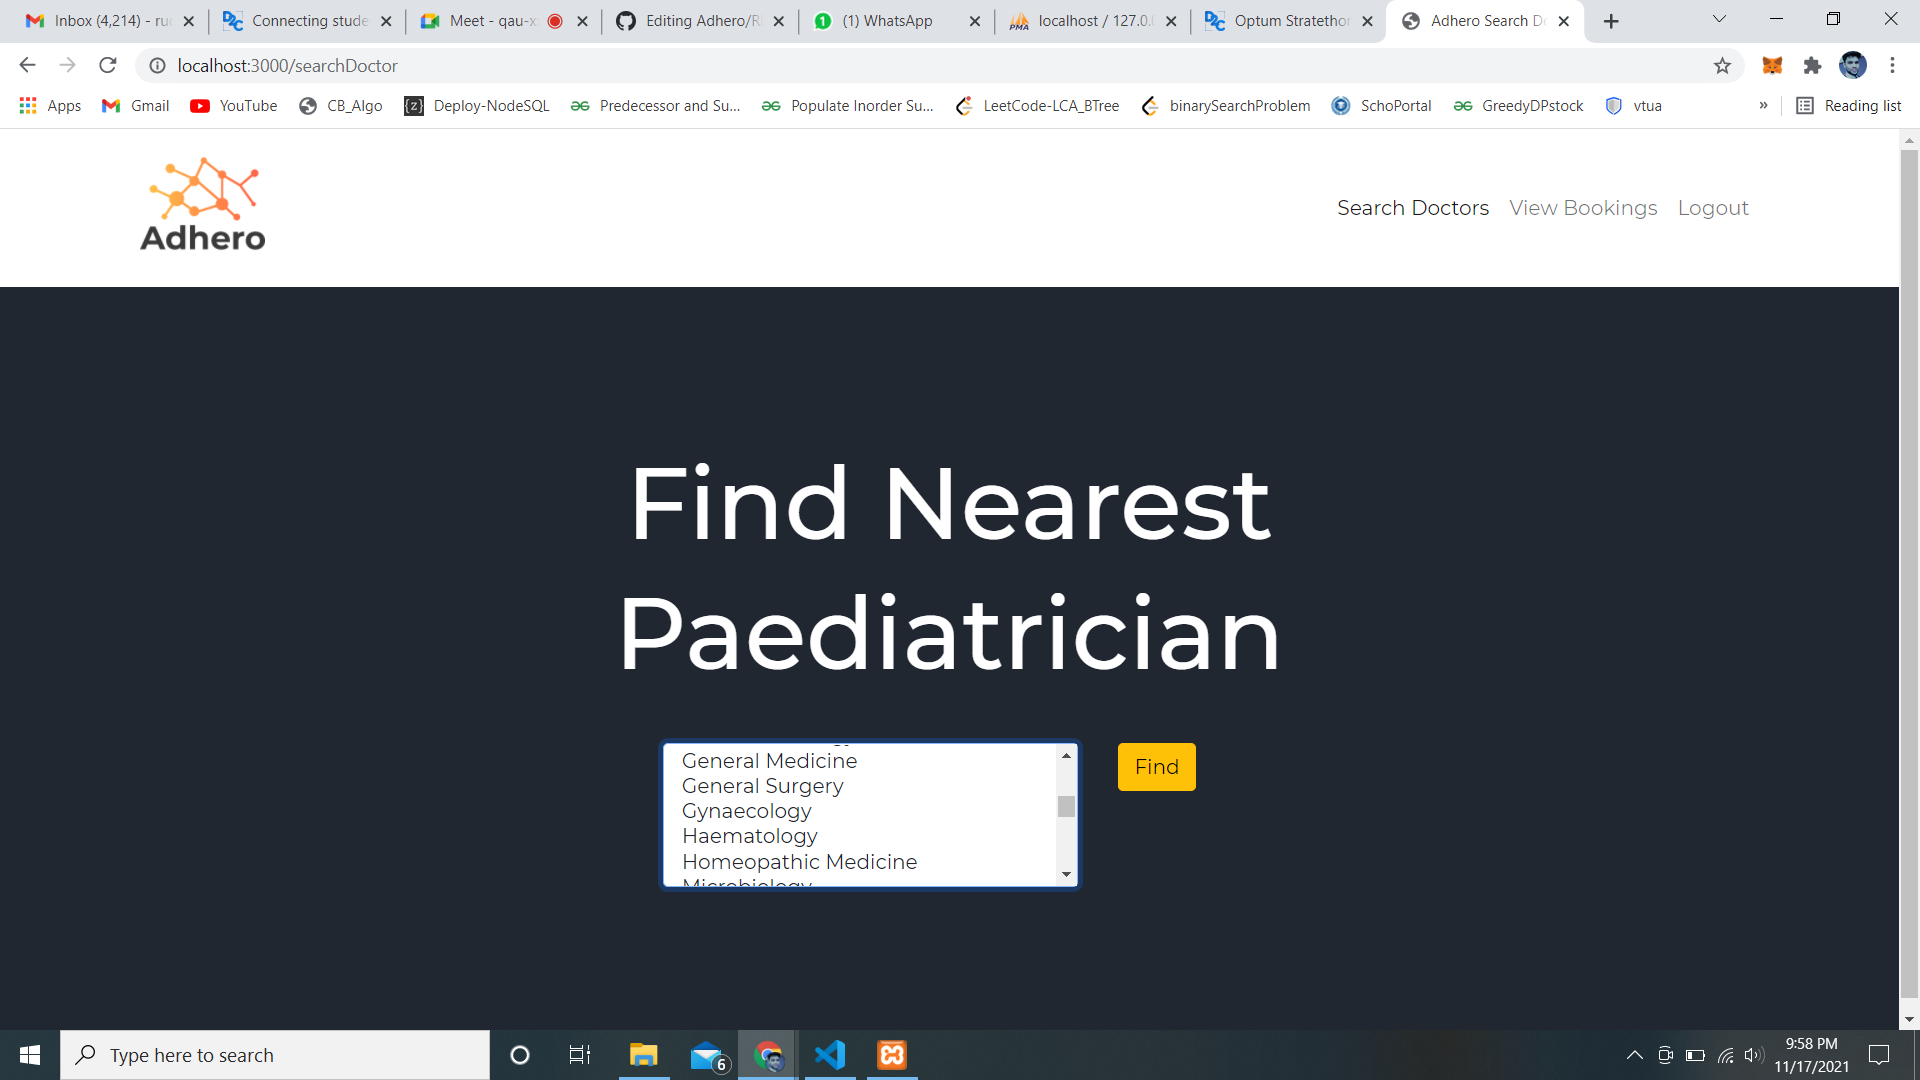 Inbox (4,214) - ru
Connecting stude
Meet - qau-x
Editing Adhero/R
(1) WhatsApp
localhost / 127.0.
Optum Stratethor
Adhero Search D
localhost:3000/searchDoctor
Apps
Gmail
YouTube
CB_Algo
{z}
Deploy-NodeSQL
Predecessor and Su...
Populate Inorder Su...
LeetCode-LCA_BTree
binarySearchProblem
SchoPortal
GreedyDPstock
vtua
»
Reading list
Adhero
Search Doctors
View Bookings
Logout
Find Nearest
Paediatrician
General Medicine
General Surgery
Gynaecology
Haematology
Homeopathic Medicine
Microbiology
Find
Type here to search
6
9:58 PM
11/17/2021